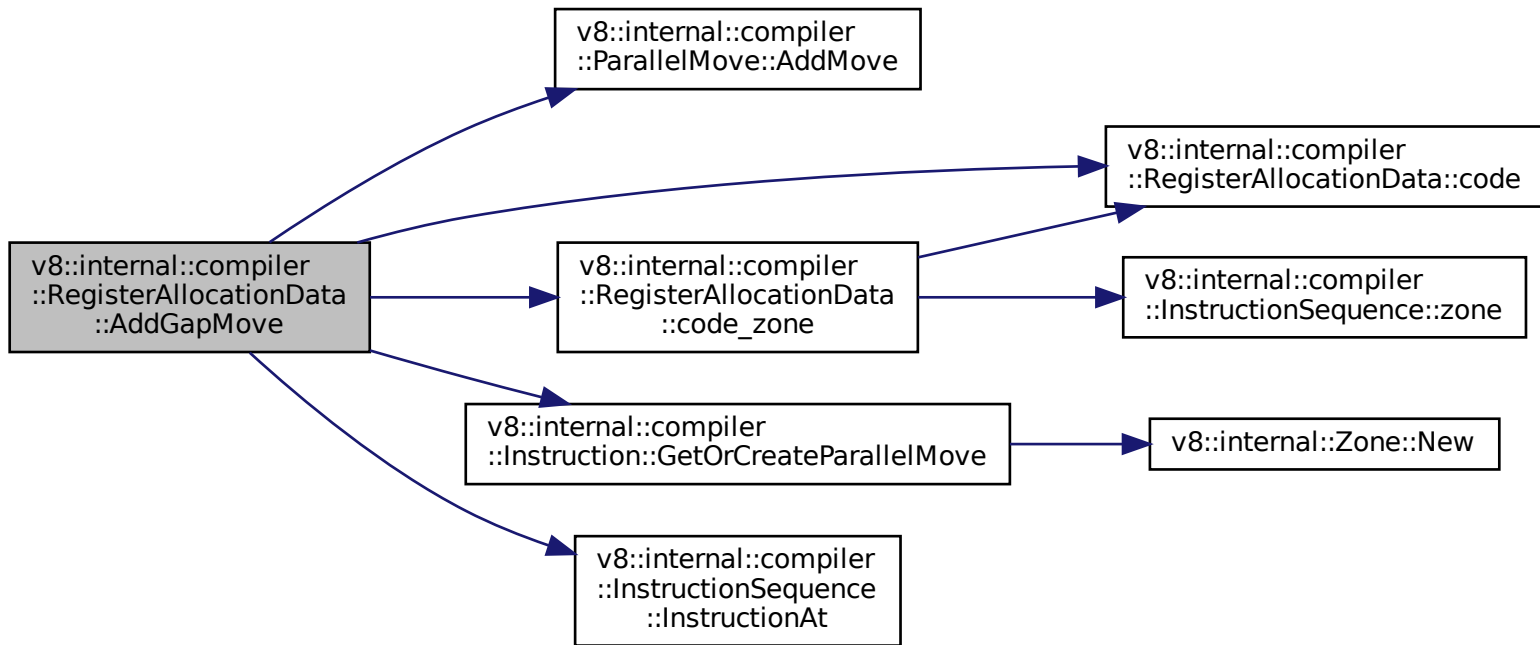 v8::internal::compiler
::RegisterAllocationData
::AddGapMove
v8::internal::compiler
::ParallelMove::AddMove
v8::internal::compiler
::RegisterAllocationData::code
v8::internal::compiler
::RegisterAllocationData
::code_zone
v8::internal::compiler
::InstructionSequence::zone
v8::internal::compiler
::Instruction::GetOrCreateParallelMove
v8::internal::Zone::New
v8::internal::compiler
::InstructionSequence
::InstructionAt